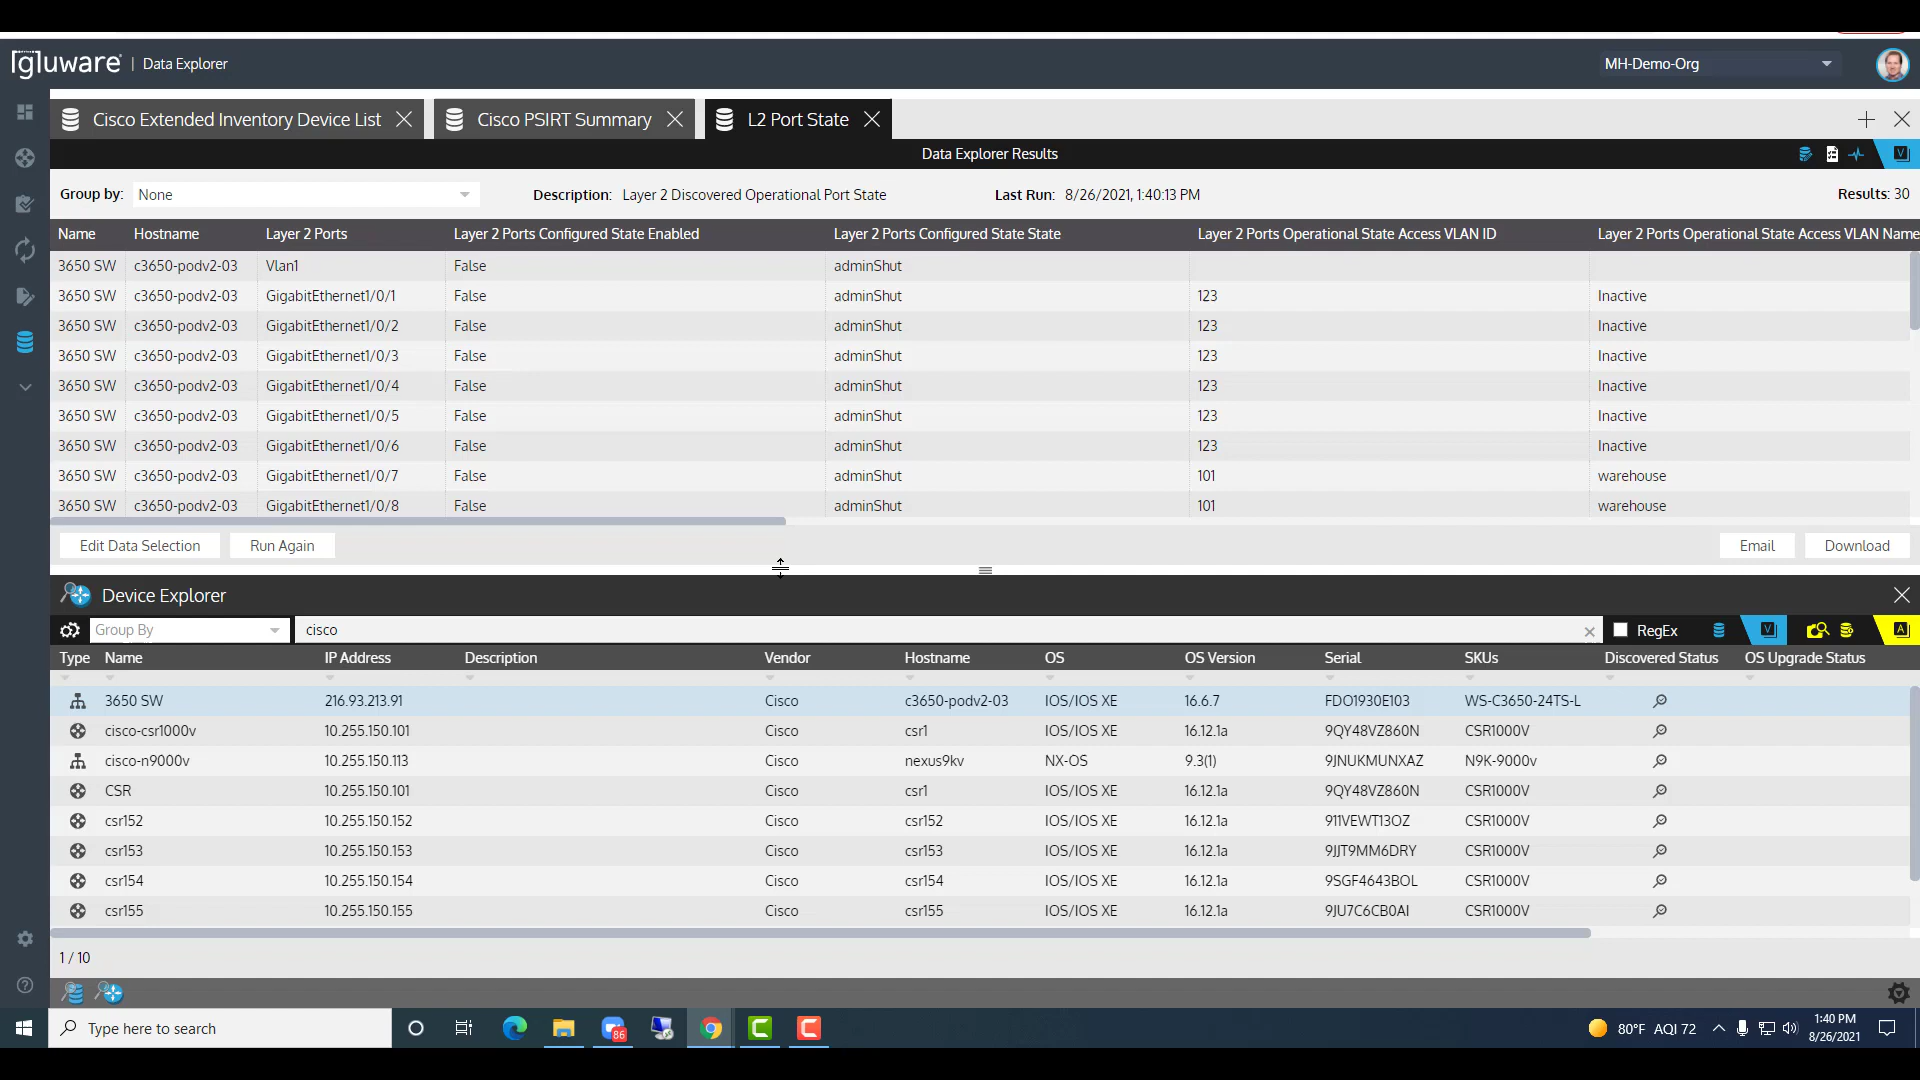 gluware | Data Explorer MH-Demo-Org
Cisco Extended Inventory Device List Cisco PSIRT Summary L2 Port State
Data Explorer Results V
Group by: None Description: Layer 2 Discovered Operational Port State Last Run: 8/26/2021, 1:40:13 PM Results: 30
Name Hostname Layer 2 Ports Layer 2 Ports Configured State Enabled Layer 2 Ports Configured State State Layer 2 Ports Operational State Access VLAN ID Layer 2 Ports Operational State Access VLAN Name
3650 SW c3650-podv2-03 Vlan1 False adminShut
3650 SW c3650-podv2-03 GigabitEthernet1/0/1 False adminShut 123 Inactive
3650 SW c3650-podv2-03 GigabitEthernet1/0/2 False adminShut 123 Inactive
3650 SW c3650-podv2-03 GigabitEthernet1/0/3 False adminShut 123 Inactive
3650 SW c3650-podv2-03 GigabitEthernet1/0/4 False adminShut 123 Inactive
3650 SW c3650-podv2-03 GigabitEthernet1/0/5 False adminShut 123 Inactive
3650 SW c3650-podv2-03 GigabitEthernet1/0/6 False adminShut 123 Inactive
3650 SW c3650-podv2-03 GigabitEthernet1/0/7 False adminShut 101 warehouse
3650 SW c3650-podv2-03 GigabitEthernet1/0/8 False adminShut 101 warehouse
Edit Data Selection Run Again Email Download
Device Explorer
Group By cisco RegEx V A
Type Name IP Address Description Vendor Hostname OS OS Version Serial SKUs Discovered Status OS Upgrade Status
3650 SW 216.93.213.91 Cisco c3650-podv2-03 IOS/IOS XE 16.6.7 FDO1930E103 WS-C3650-24TS-L
cisco-csr1000v 10.255.150.101 Cisco csr1 IOS/IOS XE 16.12.1a 9QY48VZ860N CSR1000V
cisco-n9000v 10.255.150.113 Cisco nexus9kv NX-OS 9.3(1) 9JNUKMUNXAZ N9K-9000v
CSR 10.255.150.101 Cisco csr1 IOS/IOS XE 16.12.1a 9QY48VZ860N CSR1000V
csr152 10.255.150.152 Cisco csr152 IOS/IOS XE 16.12.1a 911VEWT13OZ CSR1000V
csr153 10.255.150.153 Cisco csr153 IOS/IOS XE 16.12.1a 9JJT9MM6DRY CSR1000V
csr154 10.255.150.154 Cisco csr154 IOS/IOS XE 16.12.1a 9SGF4643BOL CSR1000V
csr155 10.255.150.155 Cisco csr155 IOS/IOS XE 16.12.1a 9JU7C6CB0AI CSR1000V
1 / 10
Type here to search 86 80°F AQI 72 1:40 PM
8/26/2021